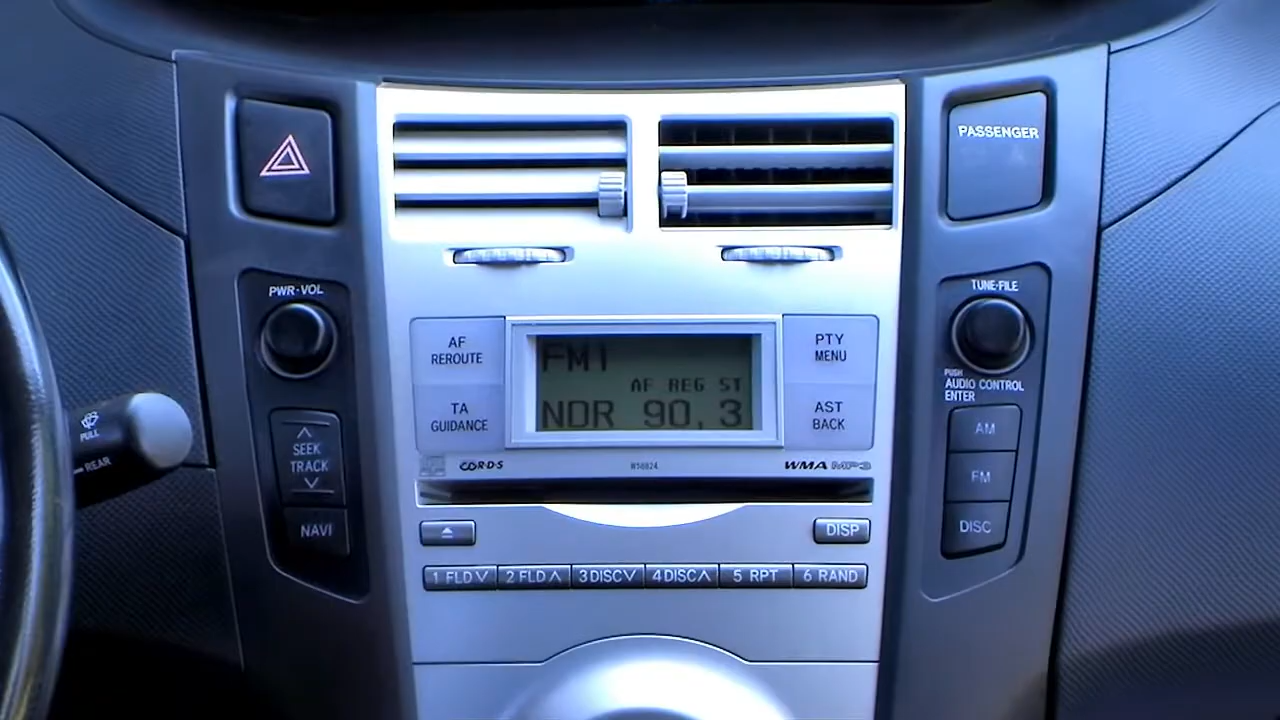 PASSENGER
PWR·VOL
TUNE·FILE
PUSH
AUDIO CONTROL
ENTER
AF
REROUTE
FM1
AF REG ST
NDR 90,3
PTY
MENU
TA
GUIDANCE
AST
BACK
PULL
REAR
SEEK
TRACK
NAVI
AM
FM
DISC
R·D·S
W58824
WMA MP3
DISP
1 FLD
2 FLD
3 DISC
4 DISC
5 RPT
6 RAND